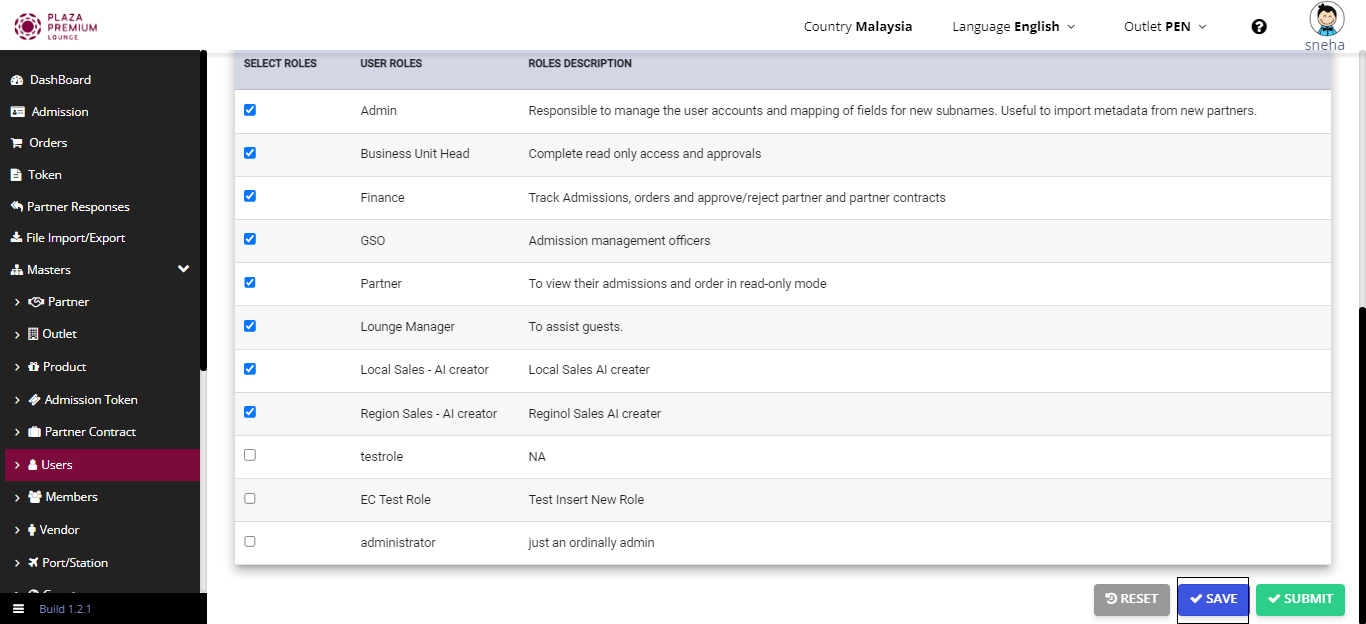 PLAZA
PREMIUM
LOUNGE
Country Malaysia
Language English
Outlet PEN
sneha
DashBoard
Admission
Orders
Token
Partner Responses
File Import/Export
Masters
Partner
Outlet
Product
Admission Token
Partner Contract
Users
Members
Vendor
Port/Station
Build 1.2.1
SELECT ROLES USER ROLES ROLES DESCRIPTION
Admin Responsible to manage the user accounts and mapping of fields for new subnames. Useful to import metadata from new partners.
Business Unit Head Complete read only access and approvals
Finance Track Admissions, orders and approve/reject partner and partner contracts
GSO Admission management officers
Partner To view their admissions and order in read-only mode
Lounge Manager To assist guests.
Local Sales - AI creator Local Sales AI creater
Region Sales - AI creator Reginol Sales AI creater
testrole NA
EC Test Role Test Insert New Role
administrator just an ordinally admin
RESET SAVE SUBMIT